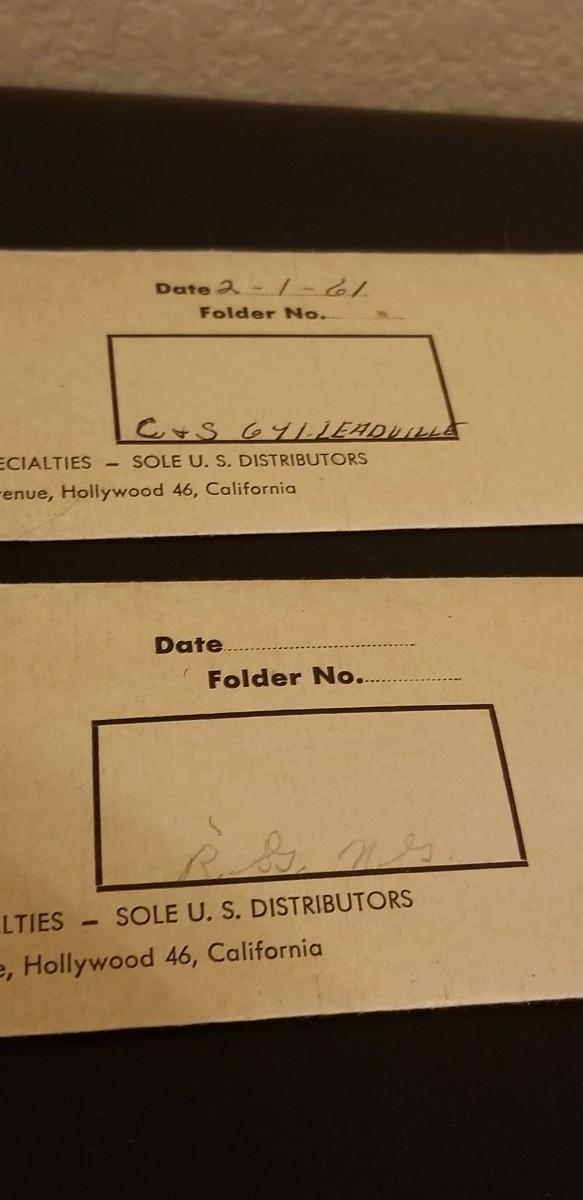 Date 2-1-61
Folder No.
C & S 641. LEADVILLE
ECIALTIES – SOLE U. S. DISTRIBUTORS
enue, Hollywood 46, California
Date
Folder No.
R.
LTIES – SOLE U. S. DISTRIBUTORS
e, Hollywood 46, California